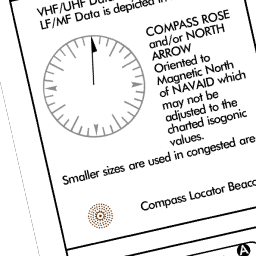 VHF/UHF Data
LF/MF Data is depicted in
COMPASS ROSE
and/or NORTH
ARROW
Oriented to
Magnetic North
of NAVAID which
may not be
adjusted to the
charted isogonic
values.
Smaller sizes are used in congested are
Compass Locator Beaco
A